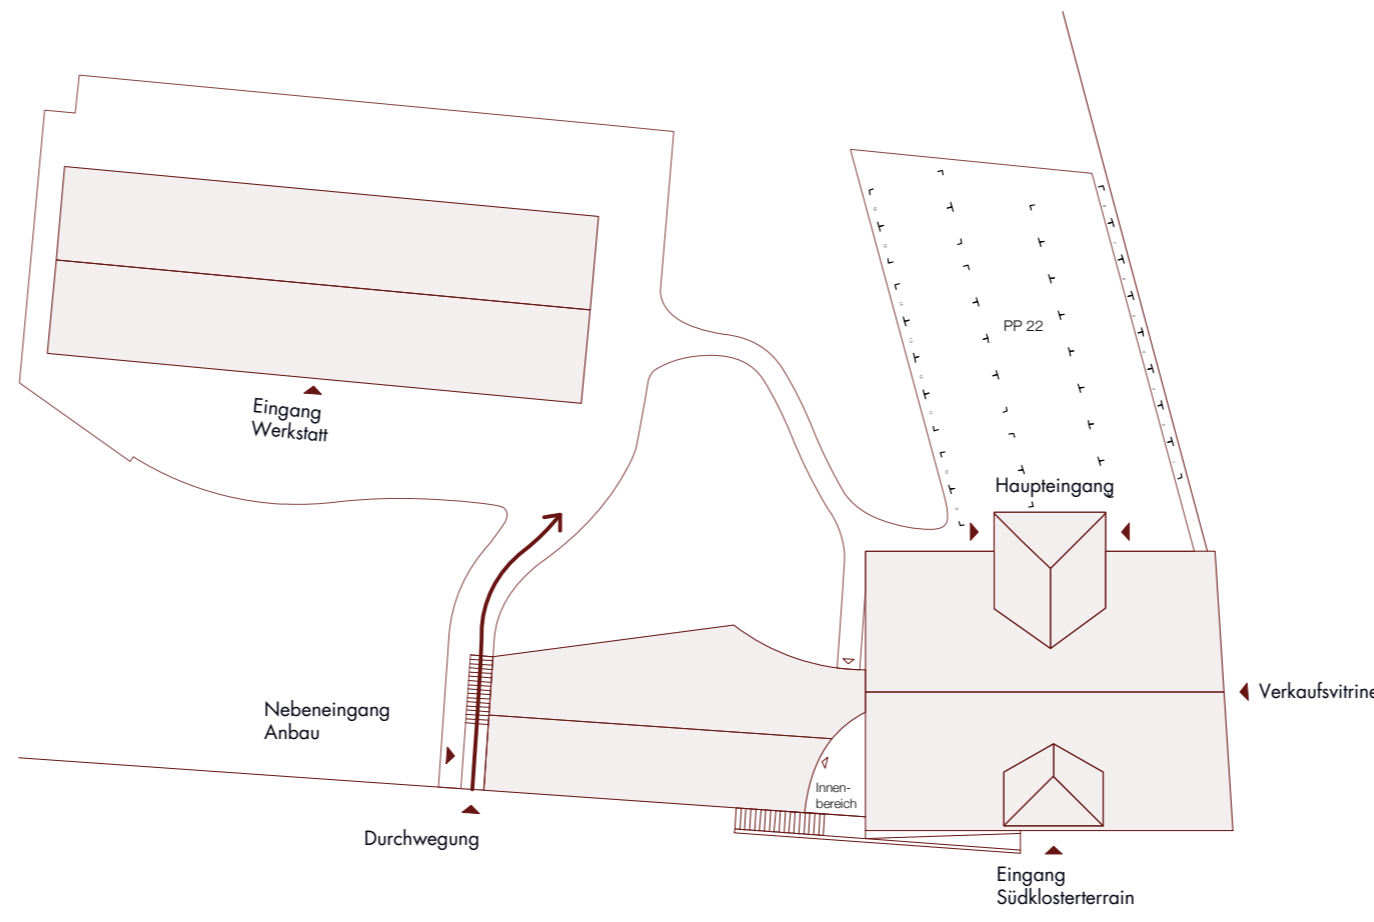 PP 22
Eingang
Werkstatt
Haupteingang
Verkaufsvitrine
Nebeneingang
Anbau
Innen-
bereich
Durchwegung
Eingang
Südklosterterrain